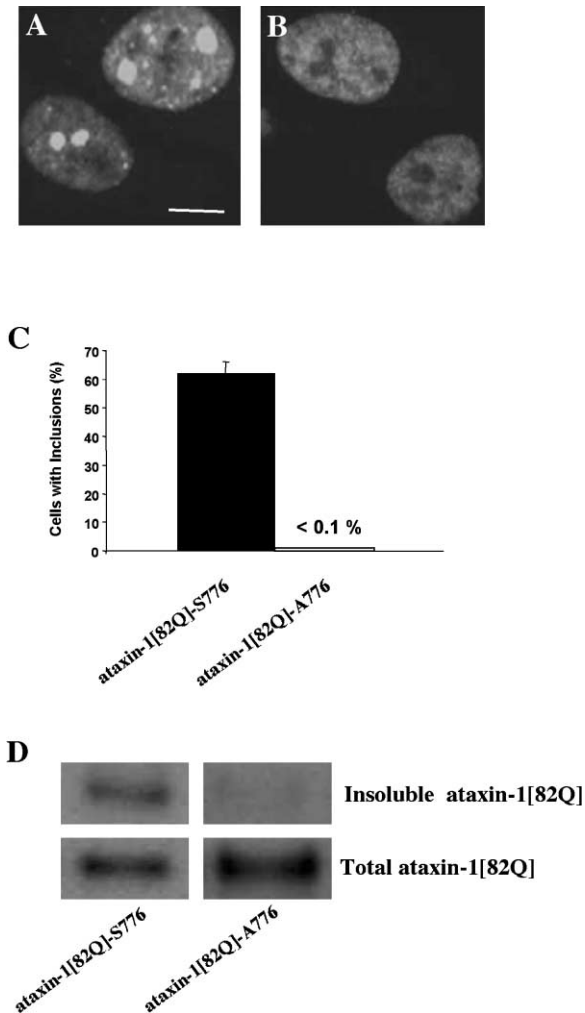 A
B
C
Cells with Inclusions (%)
70
60
50
40
30
20
10
0
< 0.1 %
ataxin-1[82Q]-S776
ataxin-1[82Q]-A776
D
Insoluble ataxin-1[82Q]
Total ataxin-1[82Q]
ataxin-1[82Q]-S776
ataxin-1[82Q]-A776